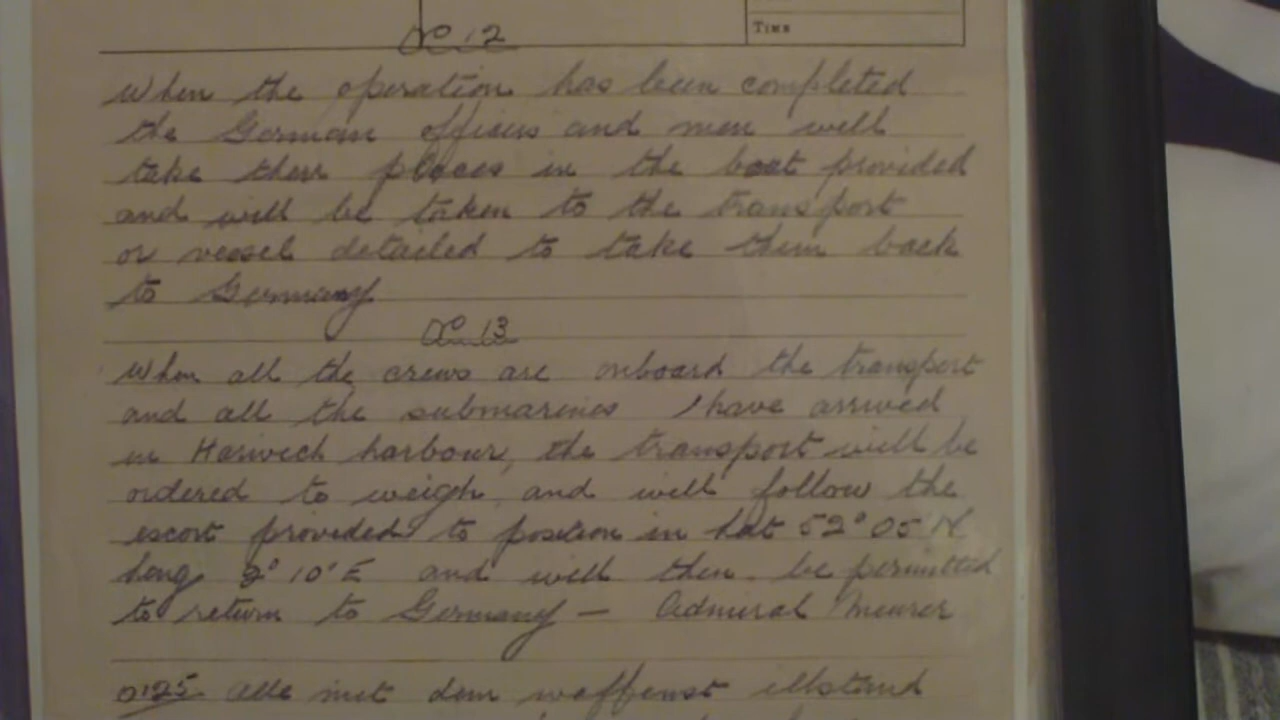 Time
No 12
When the operation has been completed
the German officers and men will
take their places in the boat provided
and will be taken to the transport
or vessel detailed to take them back
to Germany
No 13
When all the crews are onboard the transport
and all the submarines have arrived
in Harwich harbour, the transport will be
ordered to weigh, and will follow the
escort provided to position in Lat 52° 05' N
Long 2° 10' E and will then be permitted
to return to Germany — Admiral Meurer
0125 Alle mit dem waffenst illstand